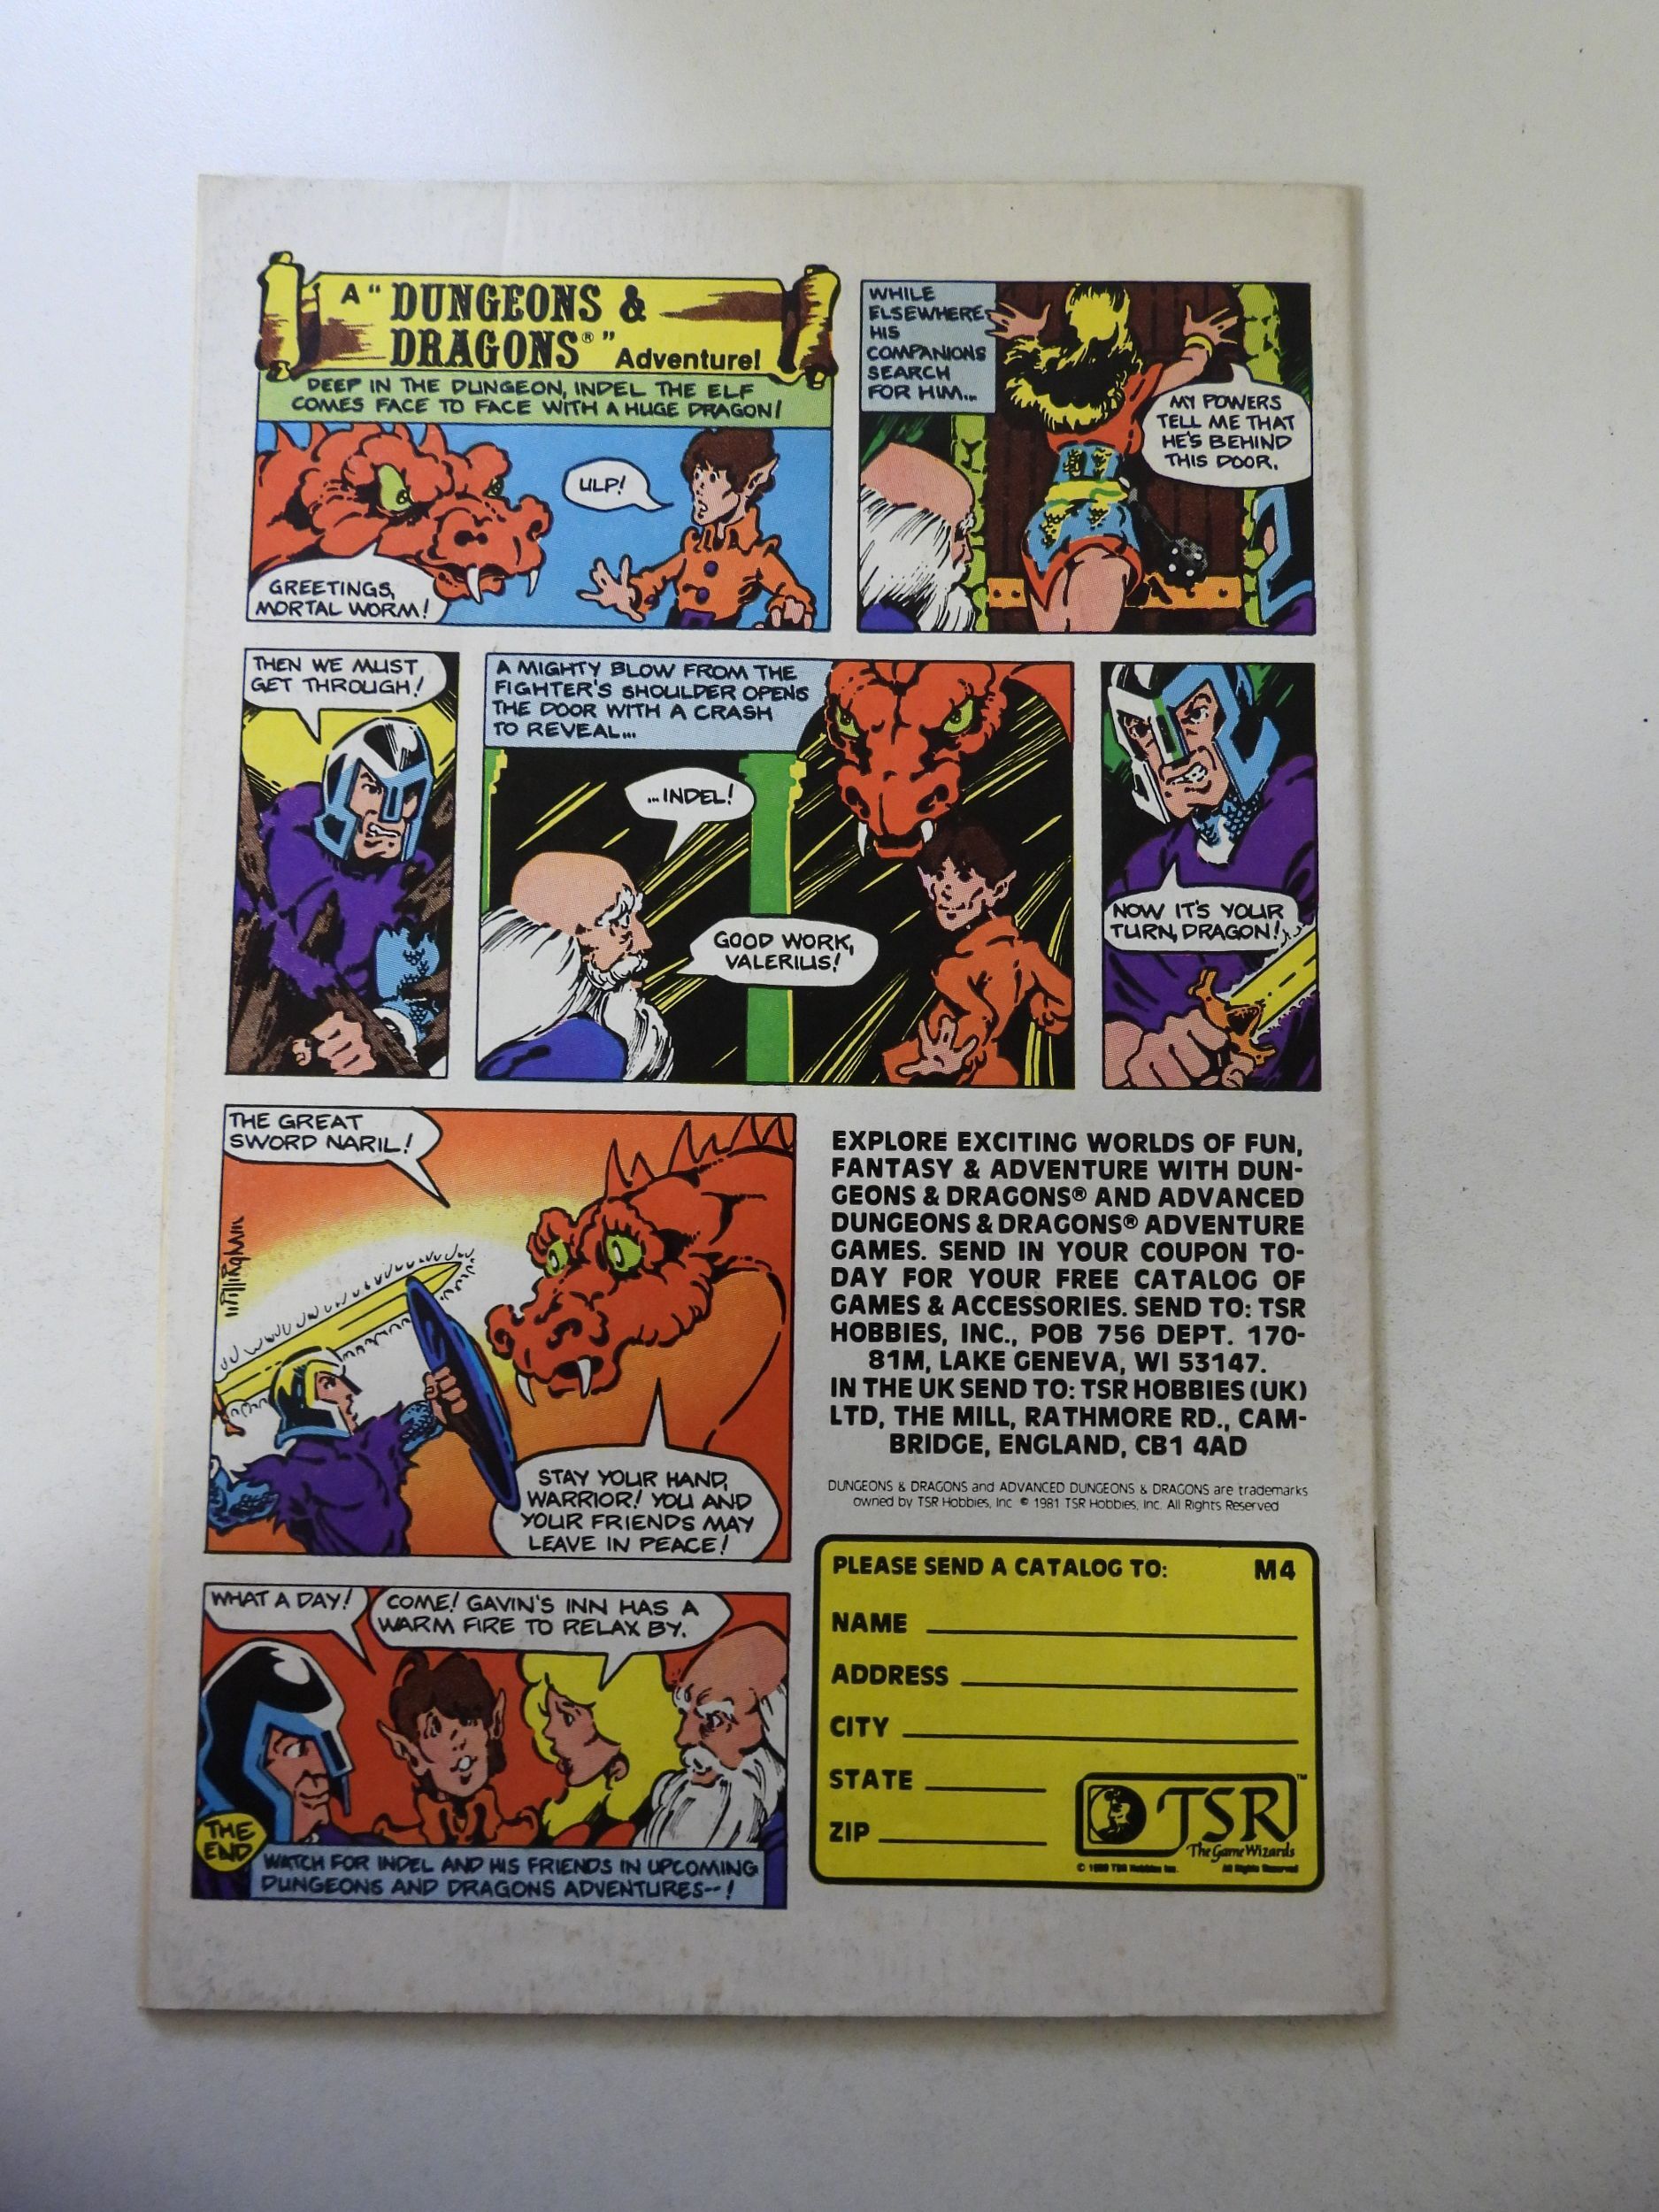 A "DUNGEONS &
DRAGONS®" Adventure!
DEEP IN THE DUNGEON, INDEL THE ELF
COMES FACE TO FACE WITH A HUGE DRAGON!
ULP!
GREETINGS,
MORTAL WORM!
WHILE
ELSEWHERE,
HIS
COMPANIONS
SEARCH
FOR HIM...
MY POWERS
TELL ME THAT
HE'S BEHIND
THIS DOOR.
THEN WE MUST
GET THROUGH!
A MIGHTY BLOW FROM THE
FIGHTER'S SHOULDER OPENS
THE DOOR WITH A CRASH
TO REVEAL...
...INDEL!
GOOD WORK,
VALERIUS!
NOW IT'S YOUR
TURN, DRAGON!
THE GREAT
SWORD NARIL!
Willingham
STAY YOUR HAND,
WARRIOR! YOU AND
YOUR FRIENDS MAY
LEAVE IN PEACE!
WHAT A DAY!
COME! GAVIN'S INN HAS A
WARM FIRE TO RELAX BY.
THE
END
WATCH FOR INDEL AND HIS FRIENDS IN UPCOMING
DUNGEONS AND DRAGONS ADVENTURES--!
EXPLORE EXCITING WORLDS OF FUN,
FANTASY & ADVENTURE WITH DUN-
GEONS & DRAGONS® AND ADVANCED
DUNGEONS & DRAGONS® ADVENTURE
GAMES. SEND IN YOUR COUPON TO-
DAY FOR YOUR FREE CATALOG OF
GAMES & ACCESSORIES. SEND TO: TSR
HOBBIES, INC., POB 756 DEPT. 170-
81M, LAKE GENEVA, WI 53147.
IN THE UK SEND TO: TSR HOBBIES (UK)
LTD, THE MILL, RATHMORE RD., CAM-
BRIDGE, ENGLAND, CB1 4AD
DUNGEONS & DRAGONS and ADVANCED DUNGEONS & DRAGONS are trademarks
owned by TSR Hobbies, Inc © 1981 TSR Hobbies, Inc. All Rights Reserved
PLEASE SEND A CATALOG TO: M4
NAME
ADDRESS
CITY
STATE
ZIP
TSR™
The Game Wizards
© 1980 TSR Hobbies Inc. All Rights Reserved